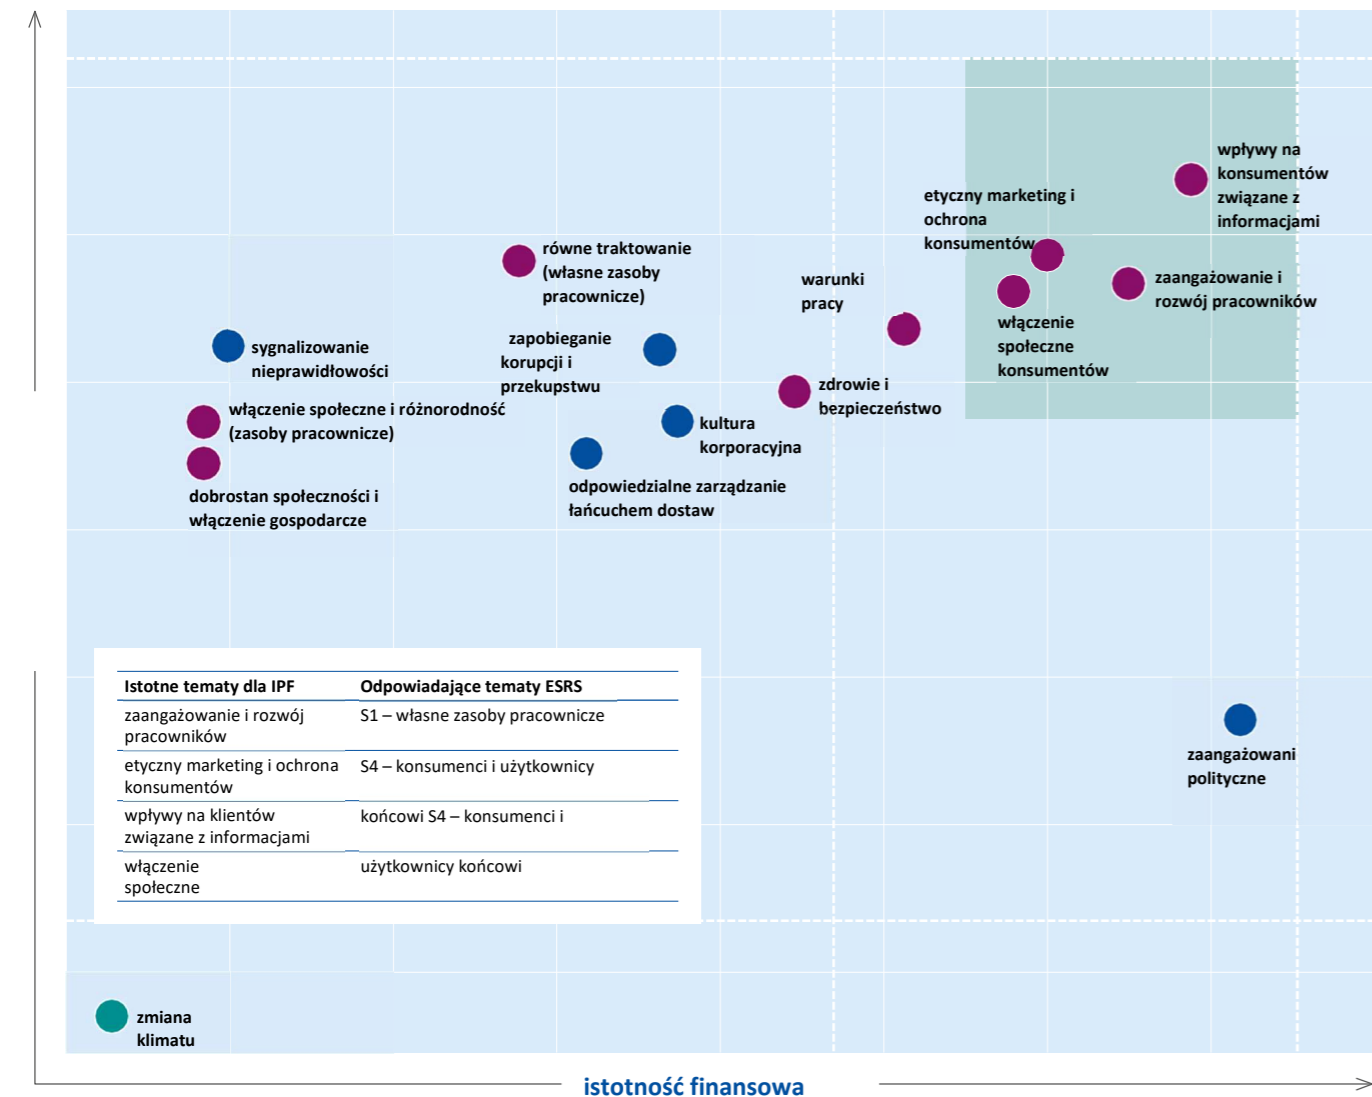 wpływy na
konsumentów
związane z
informacjami
etyczny marketing i
ochrona
konsumentów
równe traktowanie
(własne zasoby
pracownicze)
warunki
pracy
zaangażowanie i
rozwój pracowników
włączenie
społeczne
konsumentów
sygnalizowanie
nieprawidłowości
zapobieganie
korupcji i
przekupstwu
zdrowie i
bezpieczeństwo
włączenie społeczne i różnorodność
(zasoby pracownicze)
kultura
korporacyjna
dobrostan społeczności i
włączenie gospodarcze
odpowiedzialne zarządzanie
łańcuchem dostaw
Istotne tematy dla IPF Odpowiadające tematy ESRS
zaangażowanie i rozwój S1 – własne zasoby pracownicze
pracowników
etyczny marketing i ochrona S4 – konsumenci i użytkownicy
konsumentów
wpływy na klientów końcowi S4 – konsumenci i
związane z informacjami
włączenie użytkownicy końcowi
społeczne
zaangażowani
polityczne
zmiana
klimatu
istotność finansowa